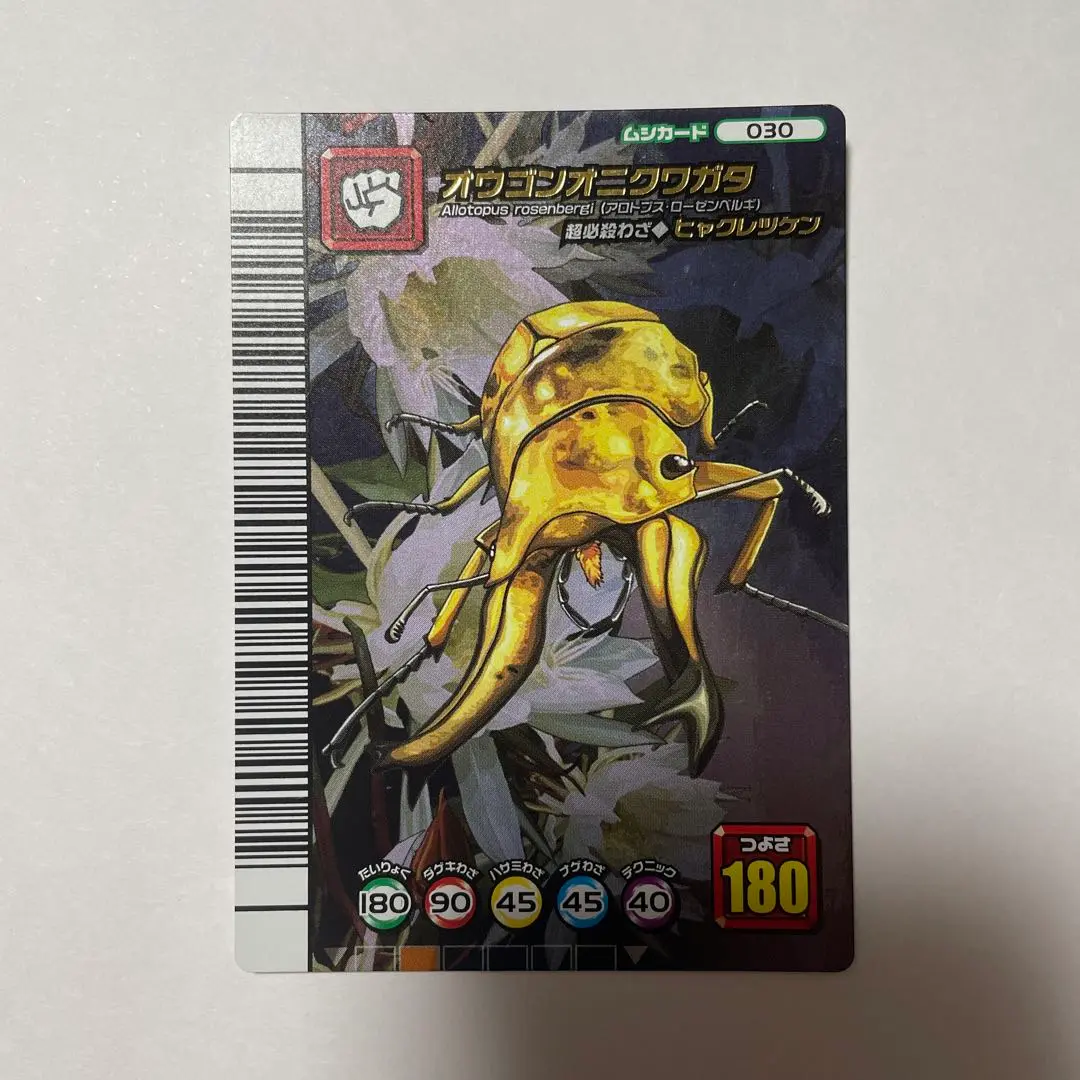 ムシカード 030
オウゴンオニクワガタ
Allotopus rosenbergi (アロトプス・ローゼンベルギ)
超必殺わざ◆ヒャクレツケン
つよさ
180
たいりょく ダゲキわざ ハサミわざ ナゲわざ テクニック
180 90 45 45 40